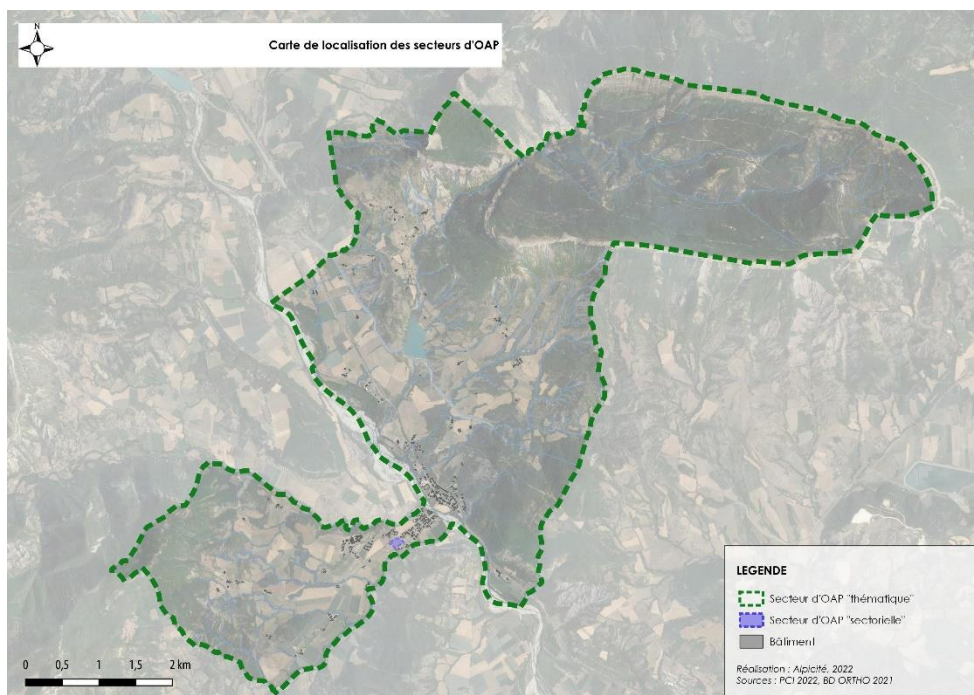 N
Carte de localisation des secteurs d'OAP
LEGENDE
Secteur d'OAP "thématique"
Secteur d'OAP "sectorielle"
Bâtiment
Réalisation : Alpicité, 2022
Sources : PCI 2022, BD ORTHO 2021
0 0,5 1 1,5 2 km